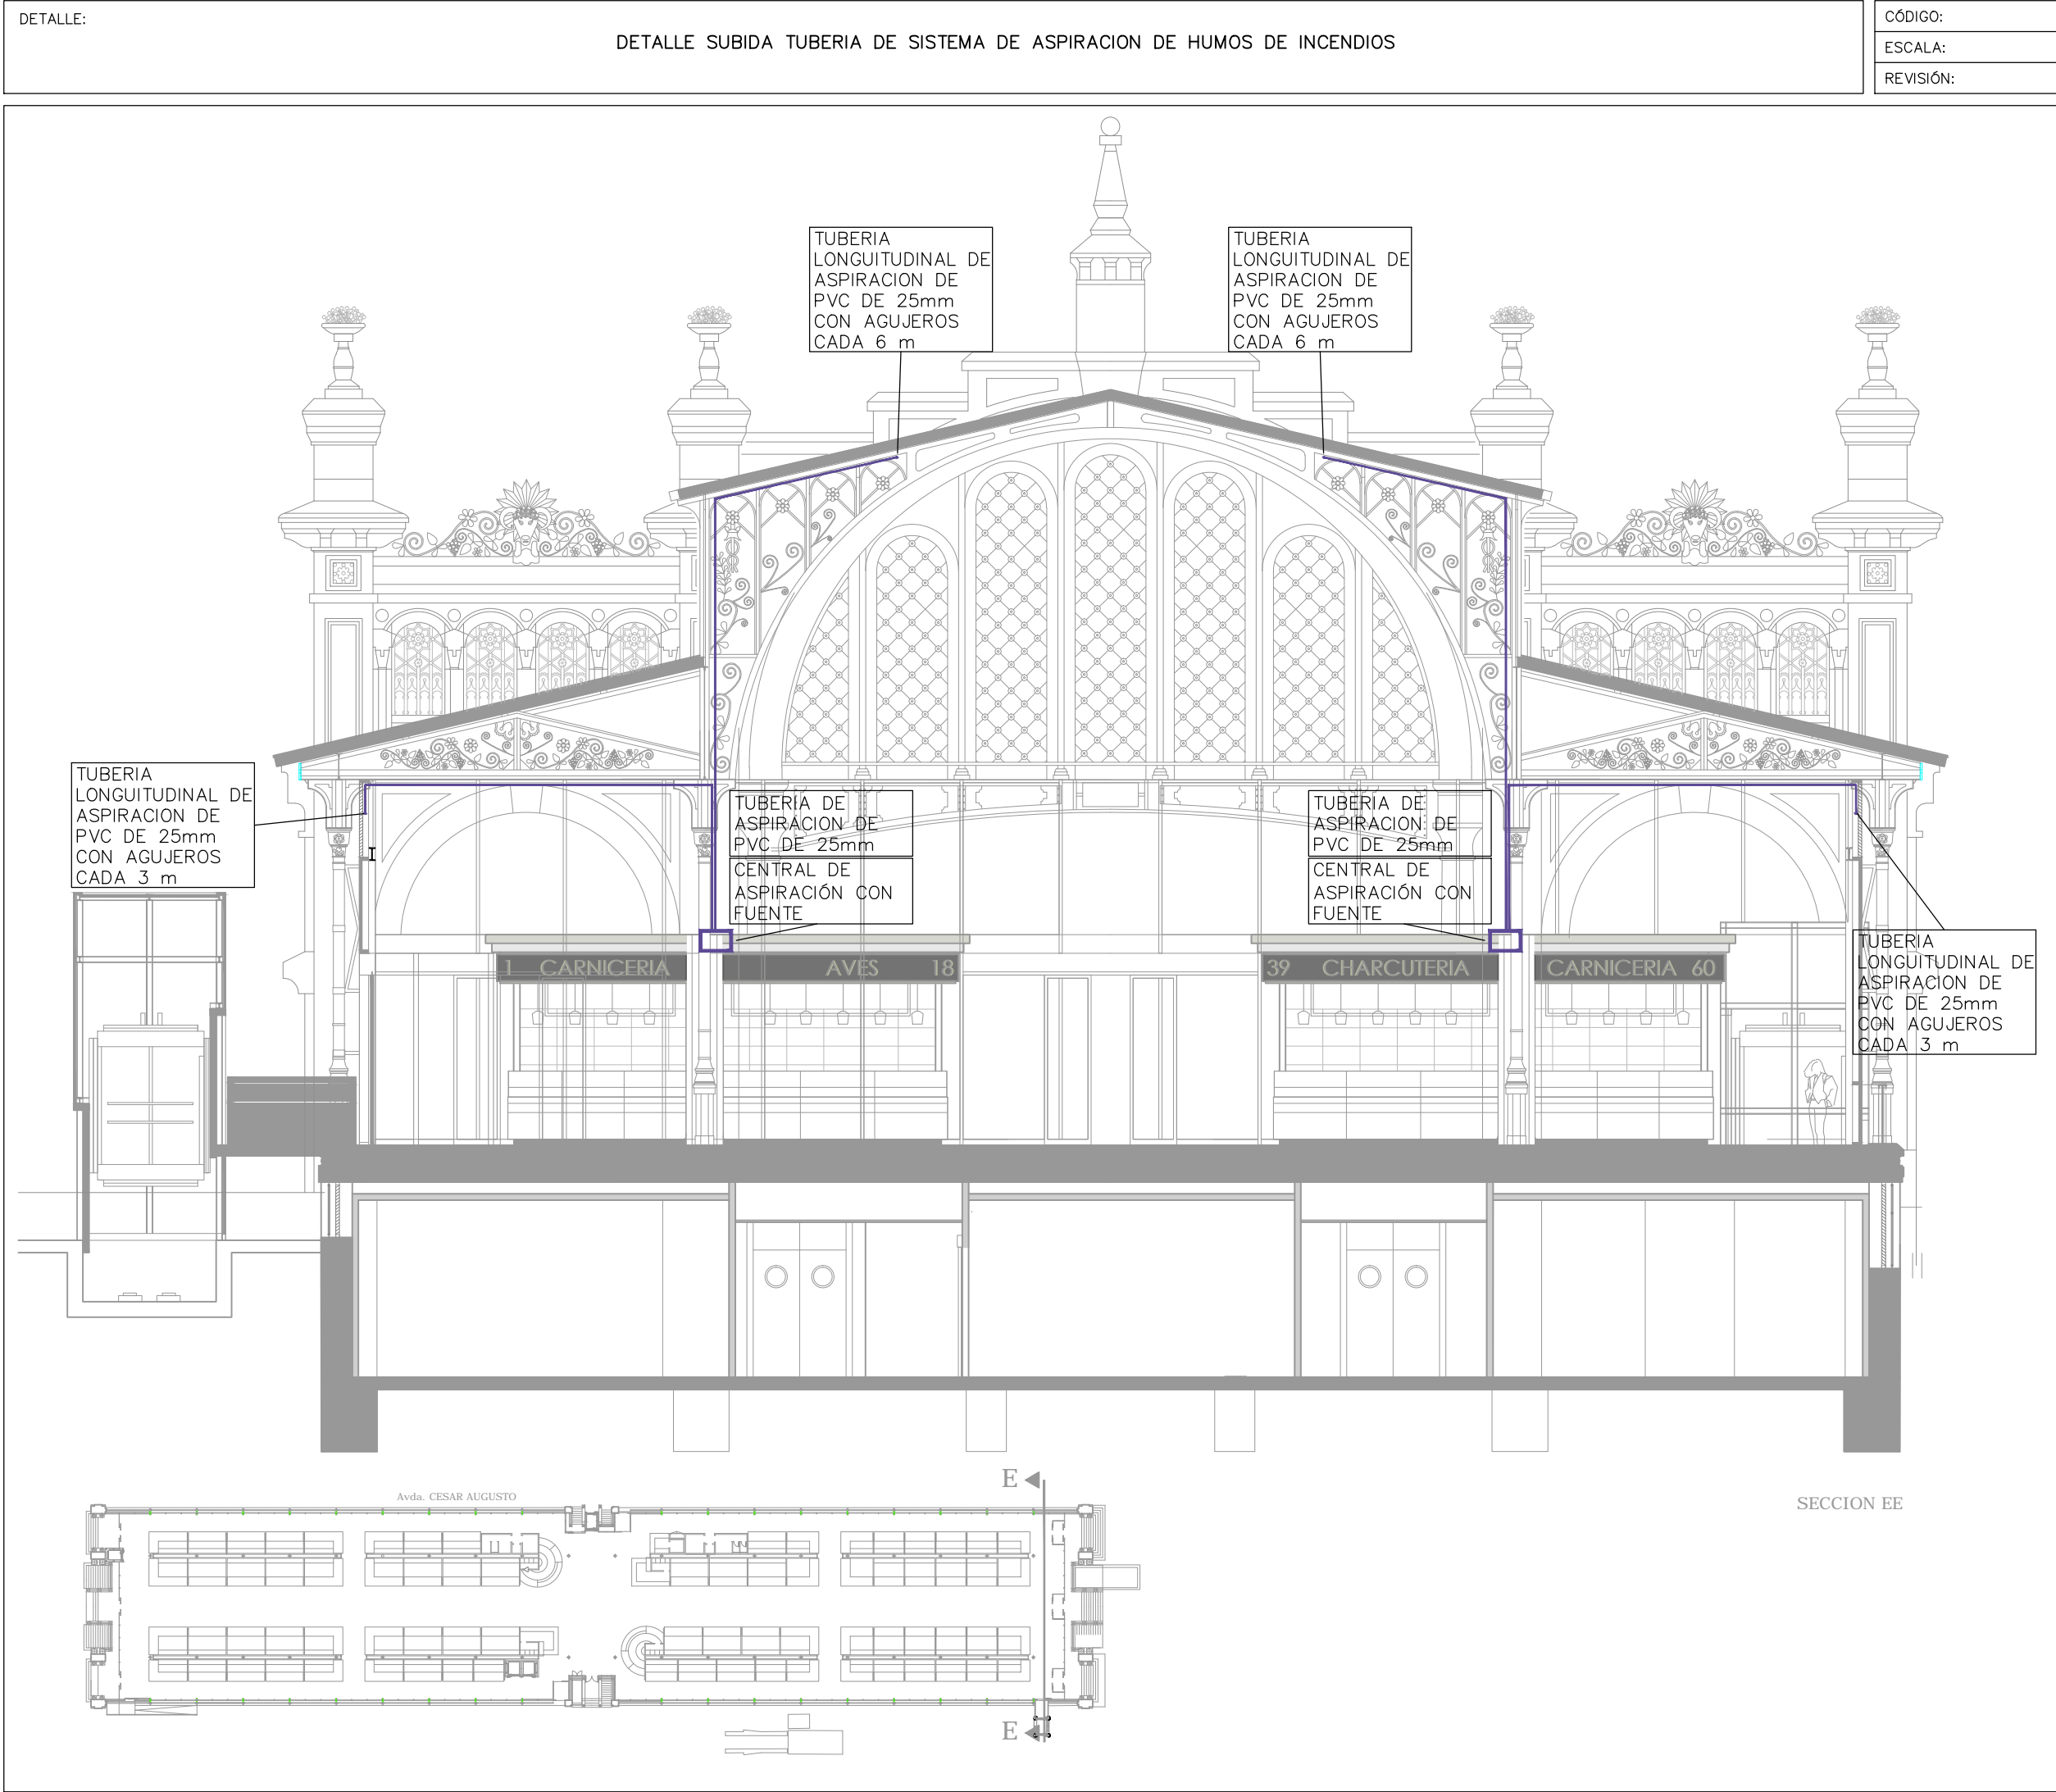 DETALLE:
DETALLE SUBIDA TUBERIA DE SISTEMA DE ASPIRACION DE HUMOS DE INCENDIOS
CÓDIGO:
ESCALA:
REVISIÓN:
TUBERIA
LONGUITUDINAL DE
ASPIRACION DE
PVC DE 25mm
CON AGUJEROS
CADA 6 m
TUBERIA
LONGUITUDINAL DE
ASPIRACION DE
PVC DE 25mm
CON AGUJEROS
CADA 6 m
TUBERIA
LONGUITUDINAL DE
ASPIRACION DE
PVC DE 25mm
CON AGUJEROS
CADA 3 m
TUBERIA DE
ASPIRACION DE
PVC DE 25mm
CENTRAL DE
ASPIRACIÓN CON
FUENTE
TUBERIA DE
ASPIRACION DE
PVC DE 25mm
CENTRAL DE
ASPIRACIÓN CON
FUENTE
TUBERIA
LONGUITUDINAL DE
ASPIRACION DE
PVC DE 25mm
CON AGUJEROS
CADA 3 m
1 CARNICERIA
AVES 18
39 CHARCUTERIA
CARNICERIA 60
E
Avda. CESAR AUGUSTO
SECCION EE
E